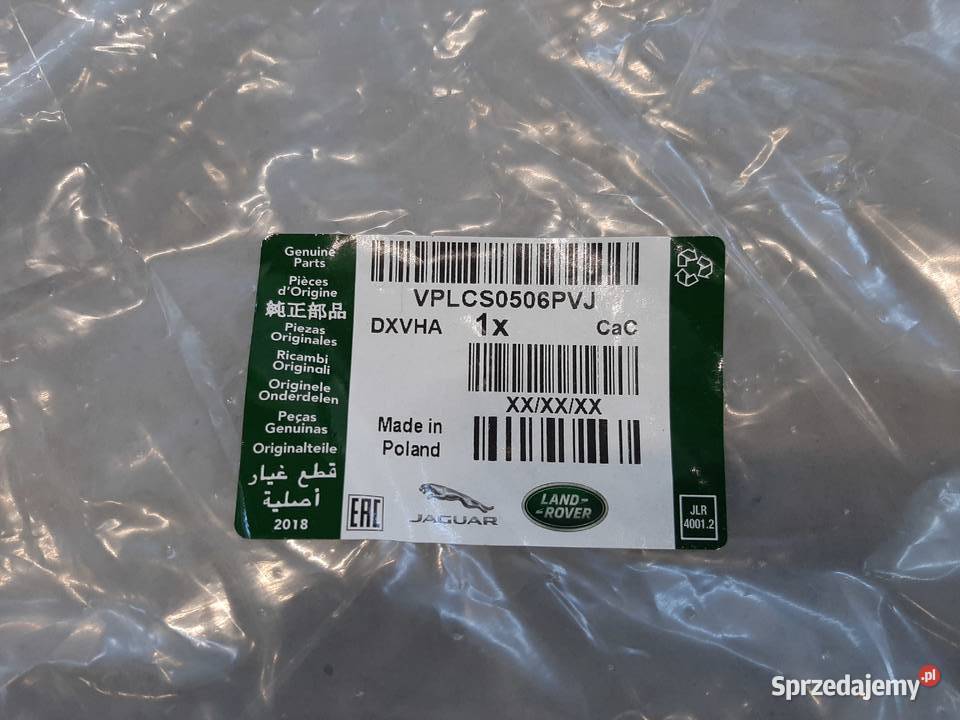 Genuine
Parts
Pièces
d'Origine
純正部品
Piezas
Originales
Ricambi
Originali
Originele
Onderdelen
Peças
Genuinas
Originalteile
قطع غيار
أصلية
2018
VPLCS0506PVJ
DXVHA 1x CaC
XX/XX/XX
Made in
Poland
EAC
JAGUAR
LAND-
-ROVER
JLR
4001.2
Sprzedajemy.pl